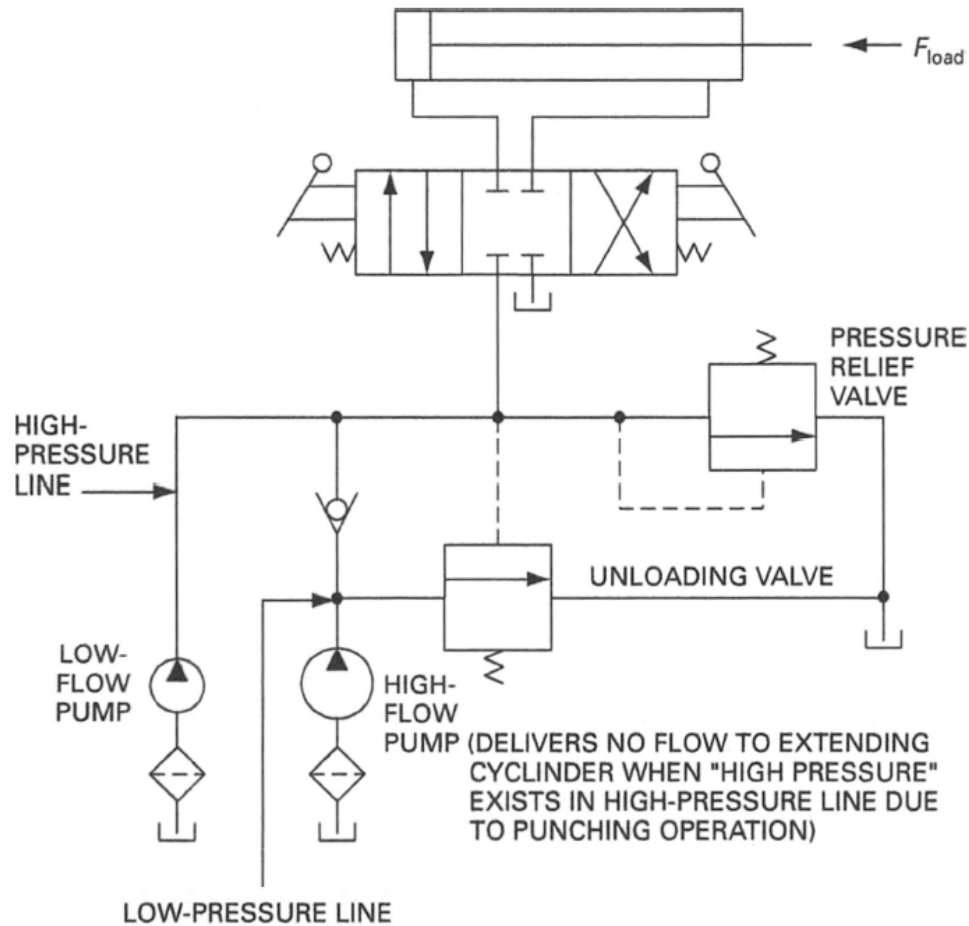 Fload
PRESSURE
RELIEF
VALVE
HIGH-
PRESSURE
LINE
UNLOADING VALVE
LOW-
FLOW
PUMP
HIGH-
FLOW
PUMP (DELIVERS NO FLOW TO EXTENDING
CYLINDER WHEN "HIGH PRESSURE"
EXISTS IN HIGH-PRESSURE LINE DUE
TO PUNCHING OPERATION)
LOW-PRESSURE LINE